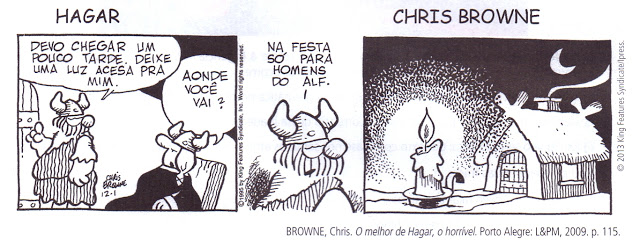 HAGAR
CHRIS BROWNE
DEVO CHEGAR UM
POUCO TARDE. DEIXE
UMA LUZ ACESA PRA
MIM.
AONDE
VOCÊ
VAI?
CHRIS
BROWNE
12-1
©1995 by King Features Syndicate, Inc. World rights reserved.
NA FESTA
SÓ PARA
HOMENS
DO ALF.
© 2013 King Features Syndicate/Ipress.
BROWNE, Chris. O melhor de Hagar, o horrível. Porto Alegre: L&PM, 2009. p. 115.